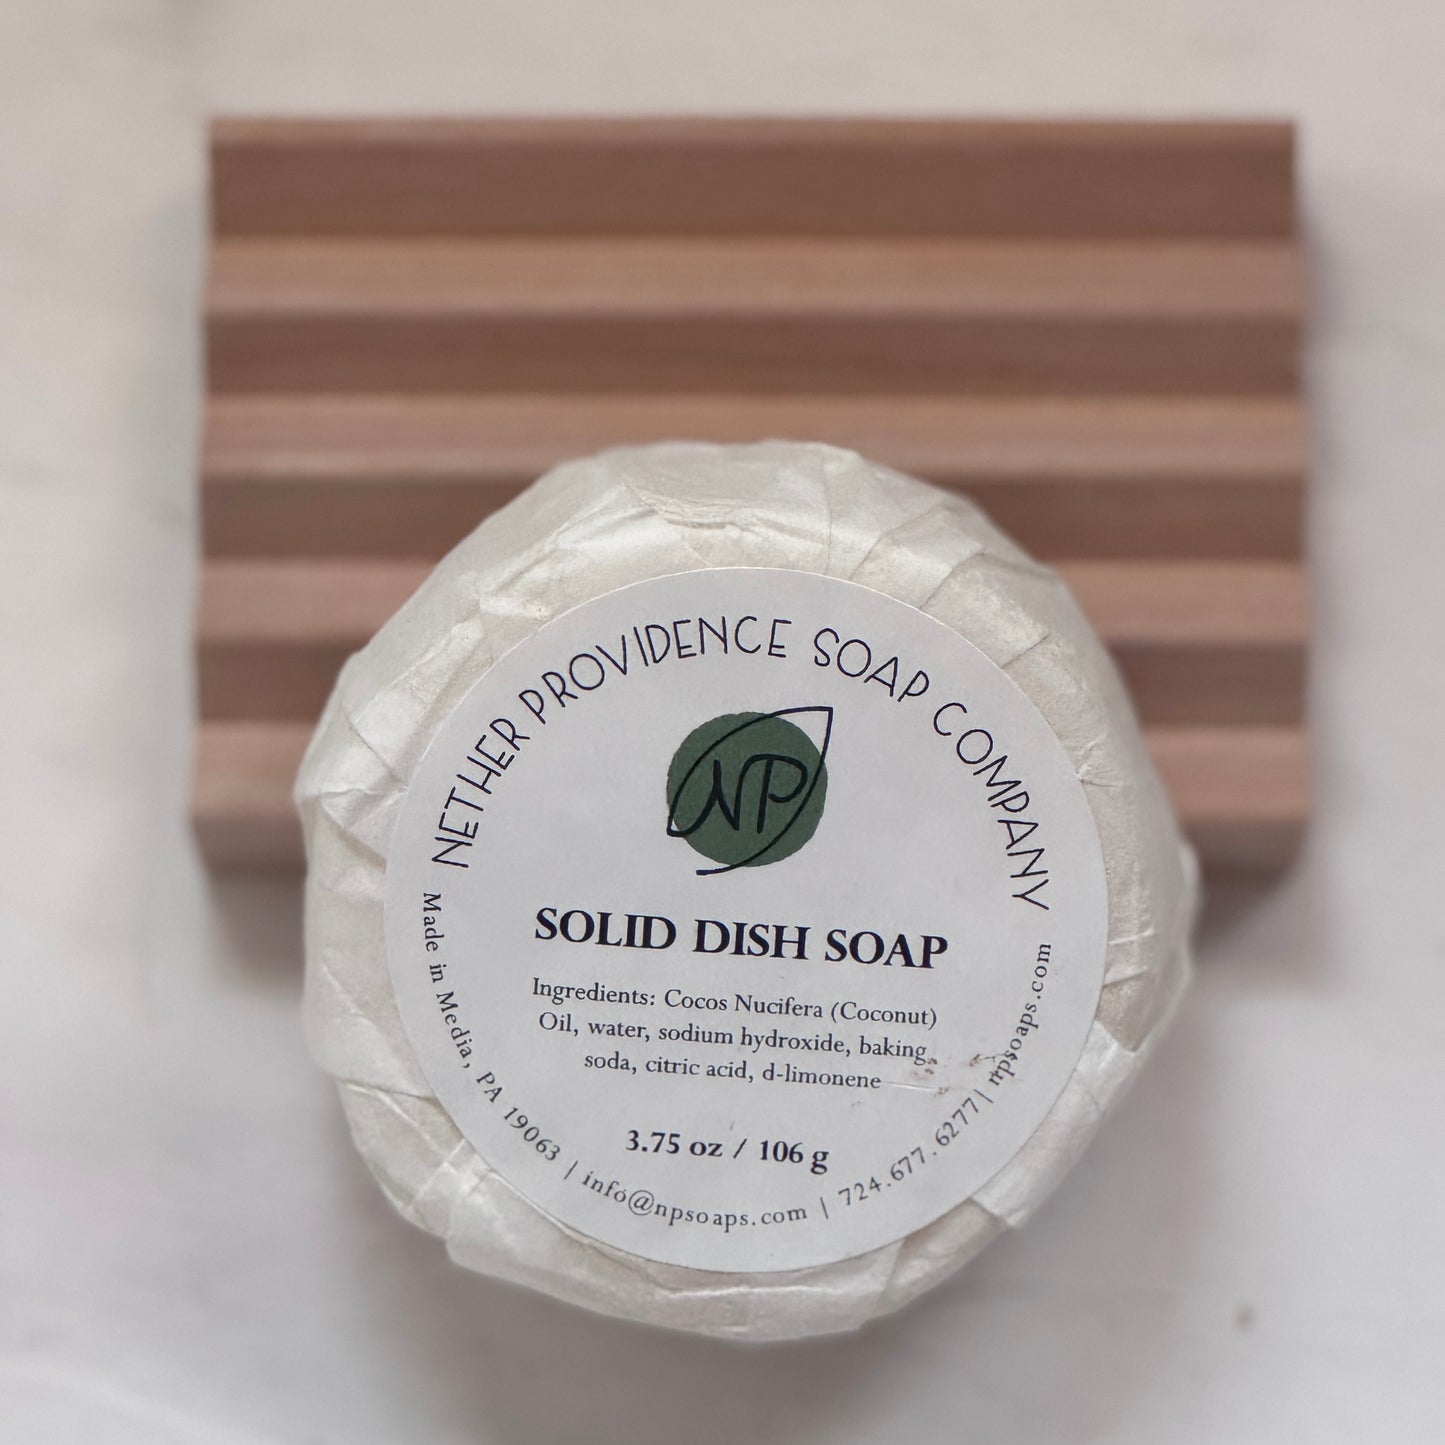 NETHER PROVIDENCE SOAP COMPANY
NP
SOLID DISH SOAP
Ingredients: Cocos Nucifera (Coconut)
Oil, water, sodium hydroxide, baking
soda, citric acid, d-limonene
3.75 oz / 106 g
Made in Media, PA 19063 | info@npsoaps.com | 724.677.6277 | npsoaps.com